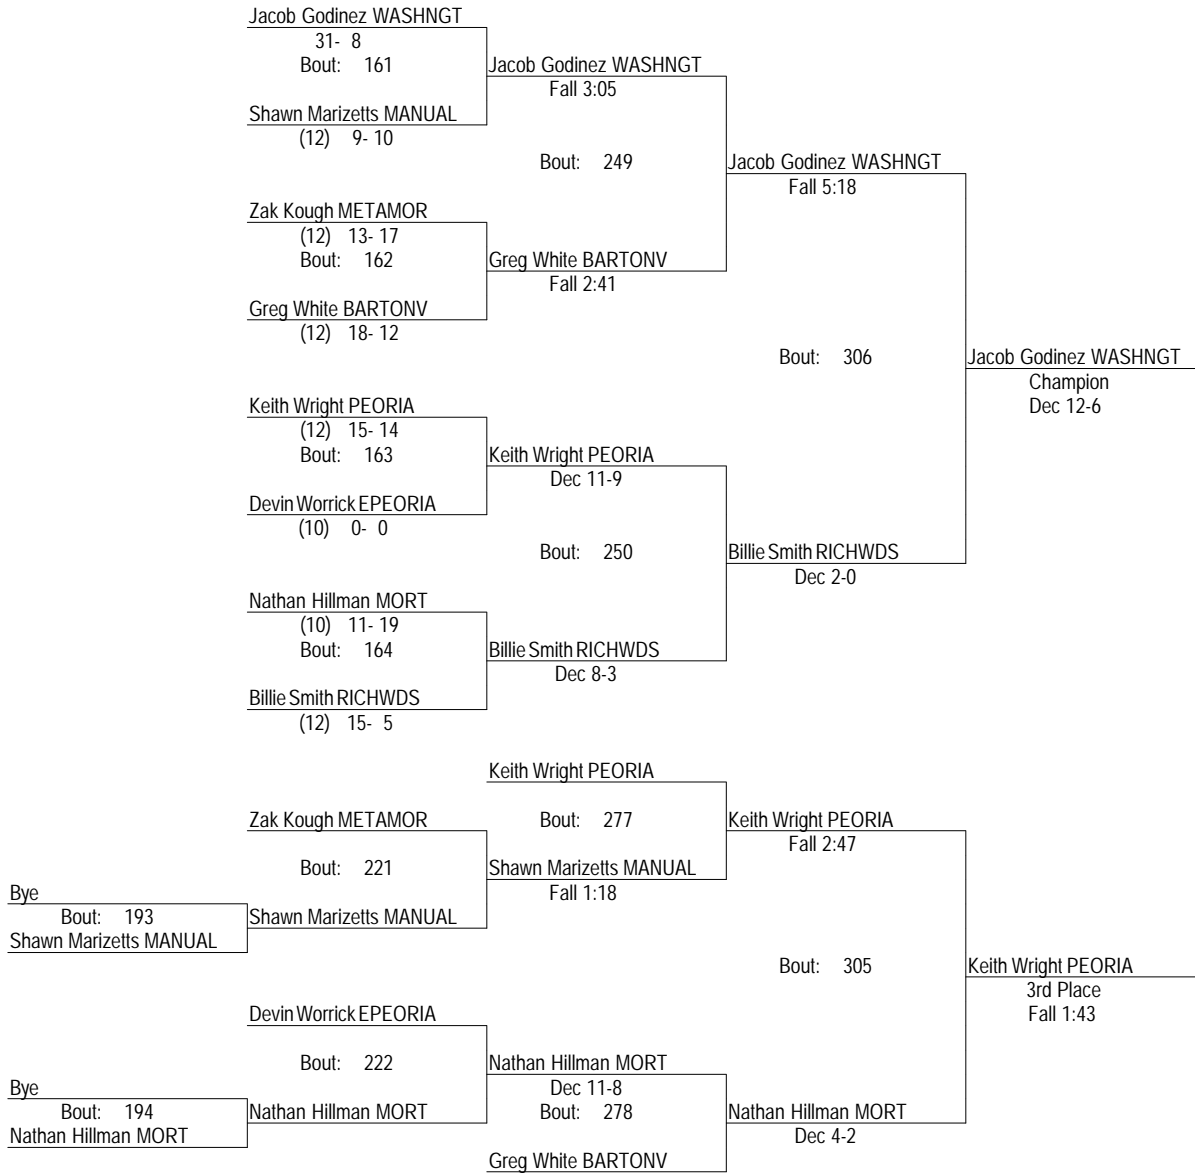 Jacob Godinez WASHNGT
31- 8
Bout: 161
Jacob Godinez WASHNGT
Fall 3:05
Shawn Marizetts MANUAL
(12) 9- 10
Bout: 249
Jacob Godinez WASHNGT
Fall 5:18
Zak Kough METAMOR
(12) 13- 17
Bout: 162
Greg White BARTONV
Fall 2:41
Greg White BARTONV
(12) 18- 12
Bout: 306
Jacob Godinez WASHNGT
Champion
Dec 12-6
Keith Wright PEORIA
(12) 15- 14
Bout: 163
Keith Wright PEORIA
Dec 11-9
Devin Worrick EPEORIA
(10) 0- 0
Bout: 250
Billie Smith RICHWDS
Dec 2-0
Nathan Hillman MORT
(10) 11- 19
Bout: 164
Billie Smith RICHWDS
Dec 8-3
Billie Smith RICHWDS
(12) 15- 5
Keith Wright PEORIA
Zak Kough METAMOR
Bout: 277
Keith Wright PEORIA
Fall 2:47
Bout: 221
Shawn Marizetts MANUAL
Fall 1:18
Bye
Bout: 193
Shawn Marizetts MANUAL
Shawn Marizetts MANUAL
Bout: 305
Keith Wright PEORIA
3rd Place
Fall 1:43
Devin Worrick EPEORIA
Bout: 222
Nathan Hillman MORT
Dec 11-8
Bye
Bout: 194
Nathan Hillman MORT
Nathan Hillman MORT
Bout: 278
Nathan Hillman MORT
Dec 4-2
Greg White BARTONV